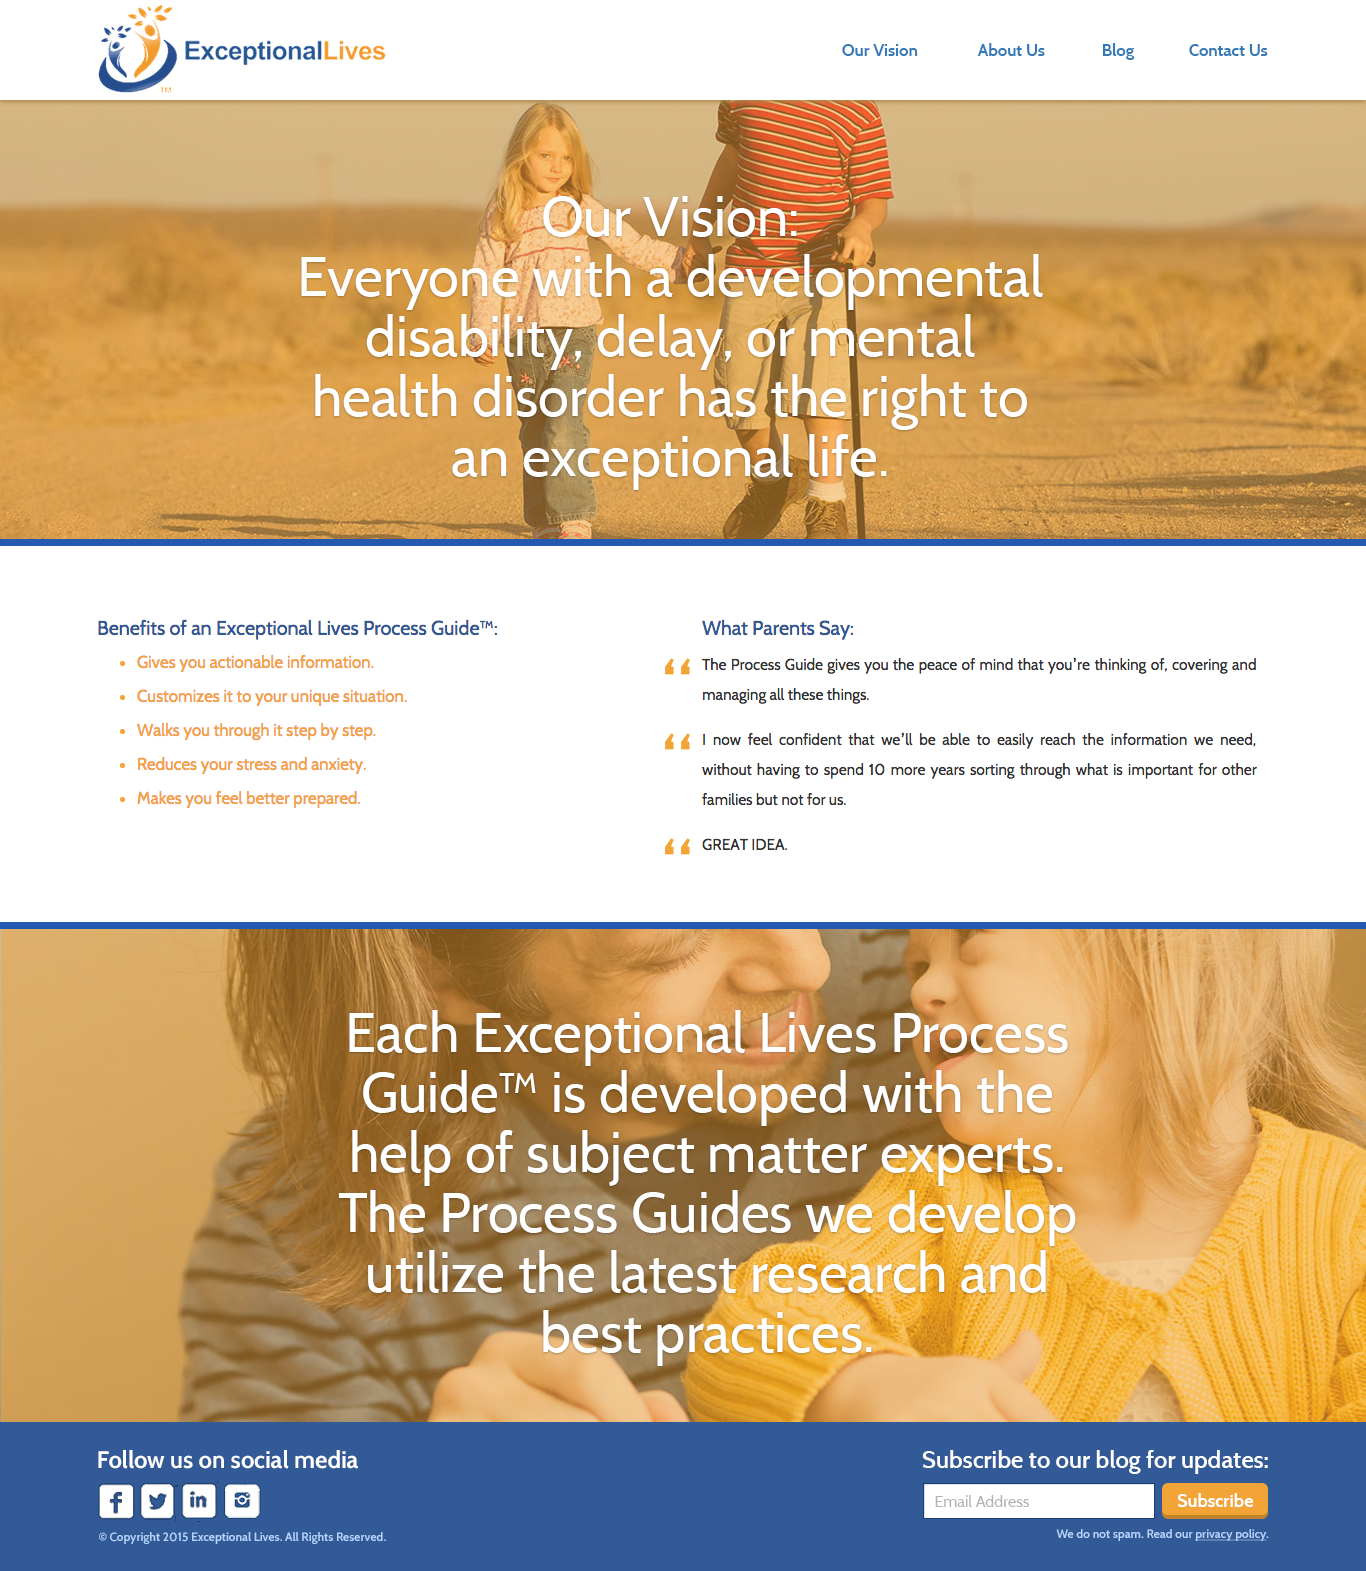 ExceptionalLives
TM
Our Vision
About Us
Blog
Contact Us
Our Vision:
Everyone with a developmental
disability, delay, or mental
health disorder has the right to
an exceptional life.
Benefits of an Exceptional Lives Process Guide™:
• Gives you actionable information.
• Customizes it to your unique situation.
• Walks you through it step by step.
• Reduces your stress and anxiety.
• Makes you feel better prepared.
What Parents Say:
The Process Guide gives you the peace of mind that you're thinking of, covering and
managing all these things.
I now feel confident that we'll be able to easily reach the information we need,
without having to spend 10 more years sorting through what is important for other
families but not for us.
GREAT IDEA.
Each Exceptional Lives Process
Guide™ is developed with the
help of subject matter experts.
The Process Guides we develop
utilize the latest research and
best practices.
Follow us on social media
© Copyright 2015 Exceptional Lives. All Rights Reserved.
Subscribe to our blog for updates:
Email Address
Subscribe
We do not spam. Read our privacy policy.